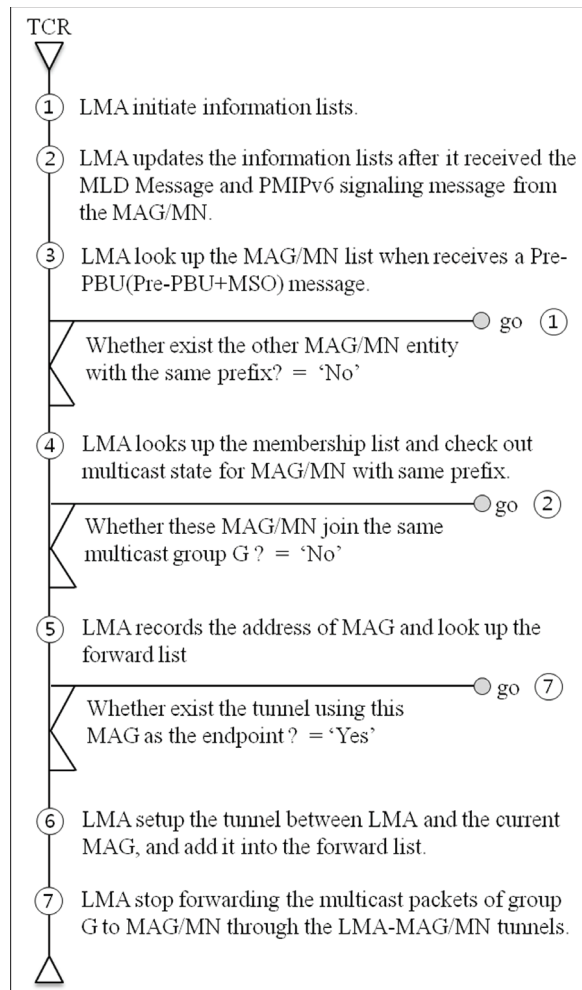 TCR
① LMA initiate information lists.
② LMA updates the information lists after it received the
MLD Message and PMIPv6 signaling message from
the MAG/MN.
③ LMA look up the MAG/MN list when receives a Pre-
PBU(Pre-PBU+MSO) message.
go ①
Whether exist the other MAG/MN entity
with the same prefix? = ‘No’
④ LMA looks up the membership list and check out
multicast state for MAG/MN with same prefix.
go ②
Whether these MAG/MN join the same
multicast group G ? = ‘No’
⑤ LMA records the address of MAG and look up the
forward list
go ⑦
Whether exist the tunnel using this
MAG as the endpoint ? = ‘Yes’
⑥ LMA setup the tunnel between LMA and the current
MAG, and add it into the forward list.
⑦ LMA stop forwarding the multicast packets of group
G to MAG/MN through the LMA-MAG/MN tunnels.